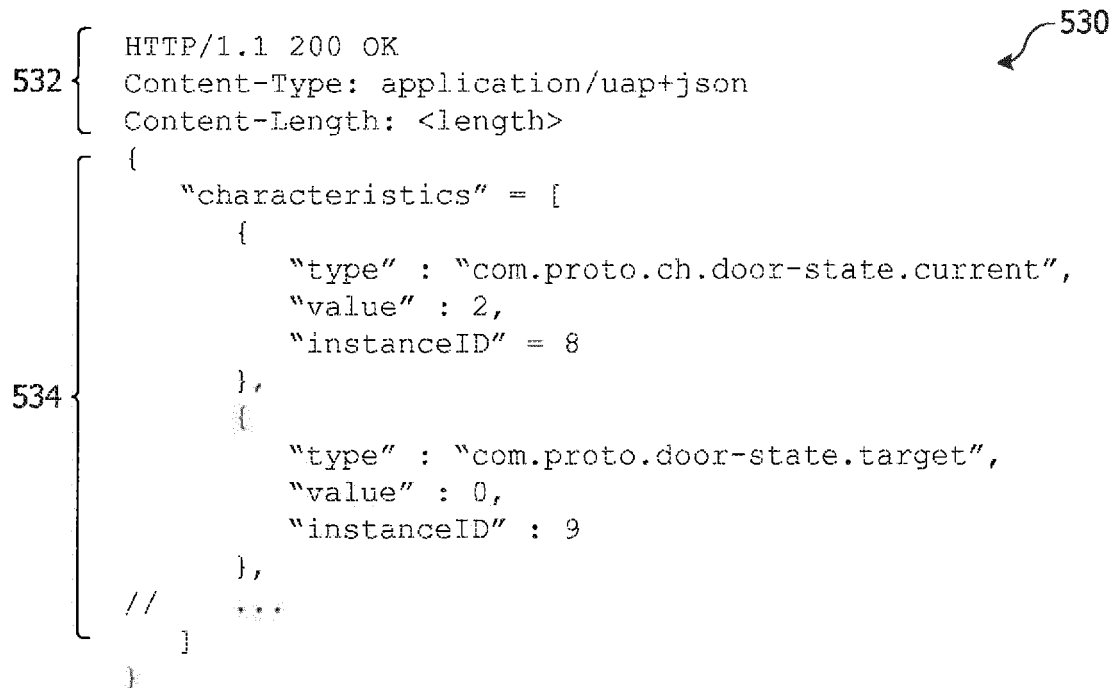 530
532
HTTP/1.1 200 OK
Content-Type: application/uap+json
Content-Length: <length>
534
{
“characteristics” = [
{
“type” : “com.proto.ch.door-state.current”,
“value” : 2,
“instanceID” = 8
},
{
“type” : “com.proto.door-state.target”,
“value” : 0,
“instanceID” : 9
},
// ...
]
}